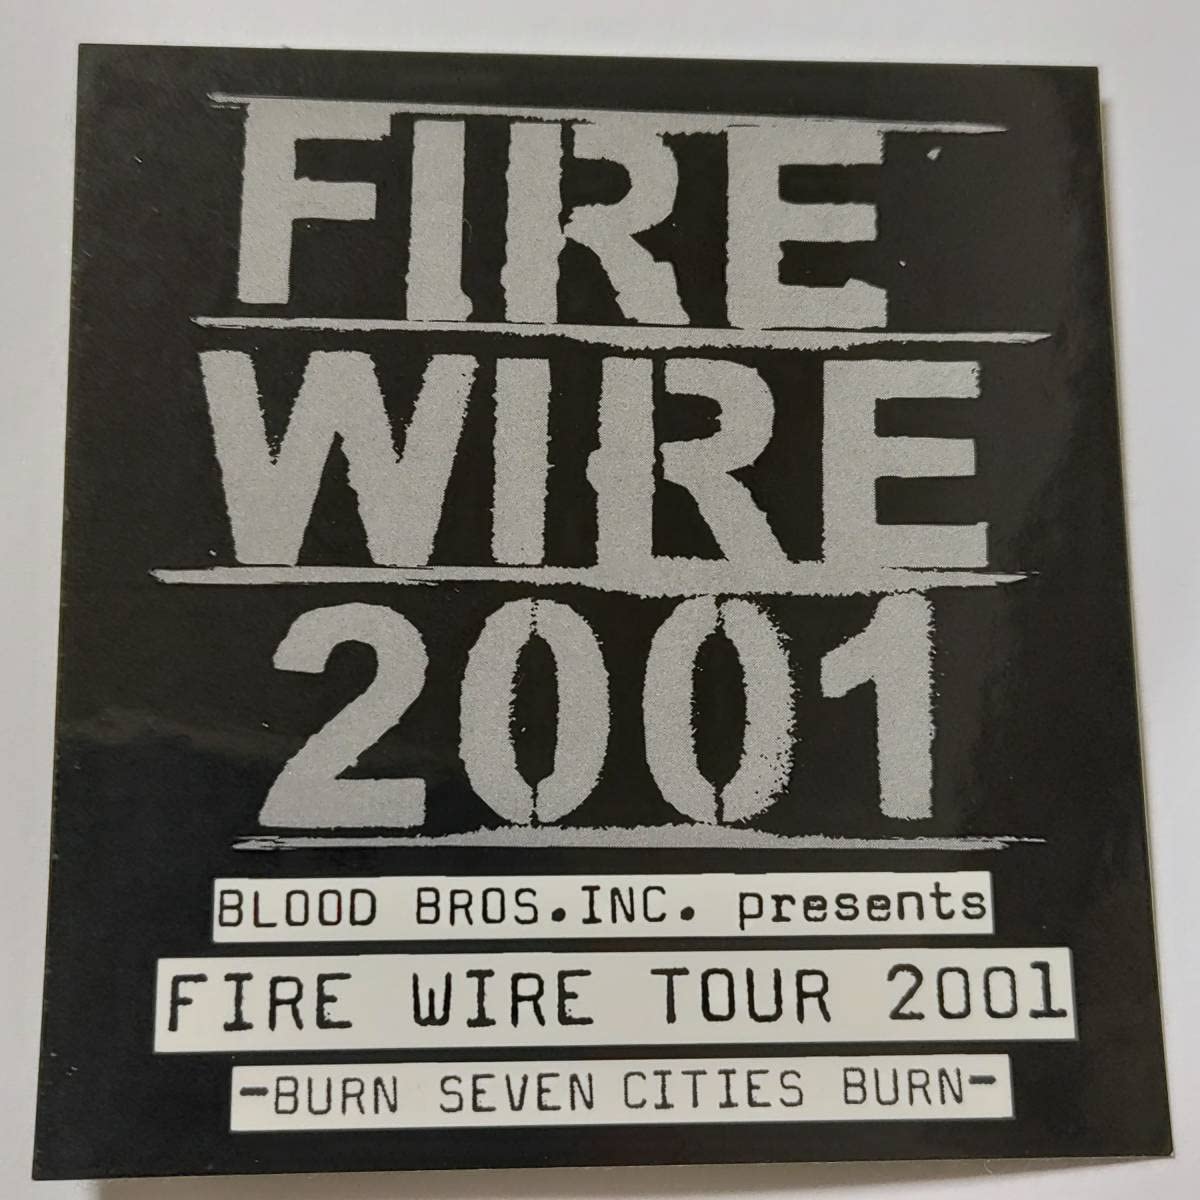 FIRE
WIRE
2001
BLOOD BROS.INC. presents
FIRE WIRE TOUR 2001
-BURN SEVEN CITIES BURN-